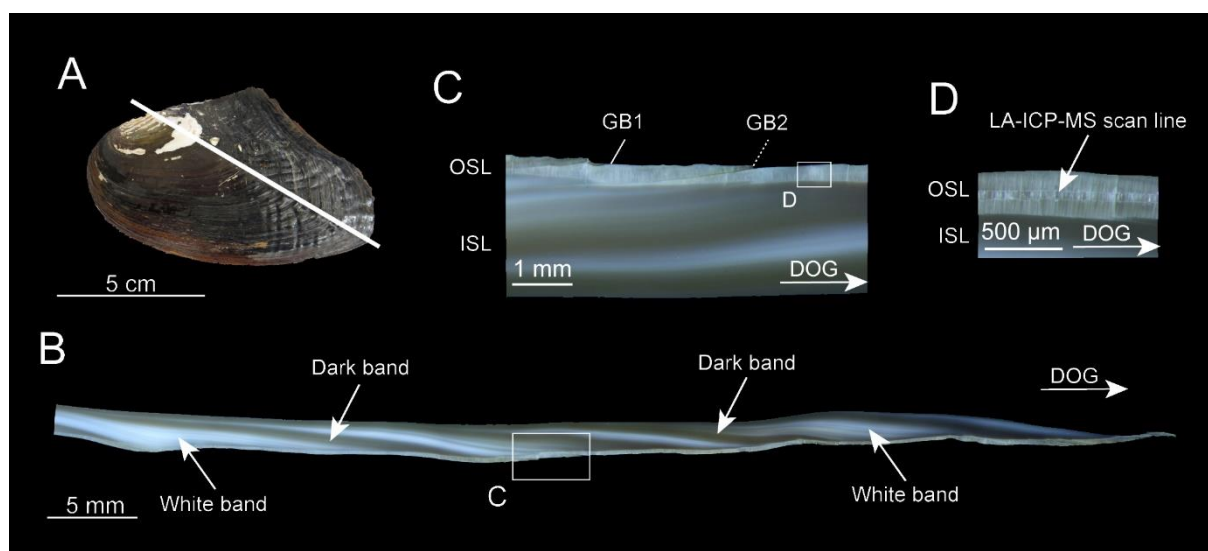 A
5 cm
C
GB1
GB2
OSL
ISL
D
1 mm
DOG
D
LA-ICP-MS scan line
OSL
ISL
500 µm
DOG
B
Dark band
Dark band
DOG
White band
C
White band
5 mm